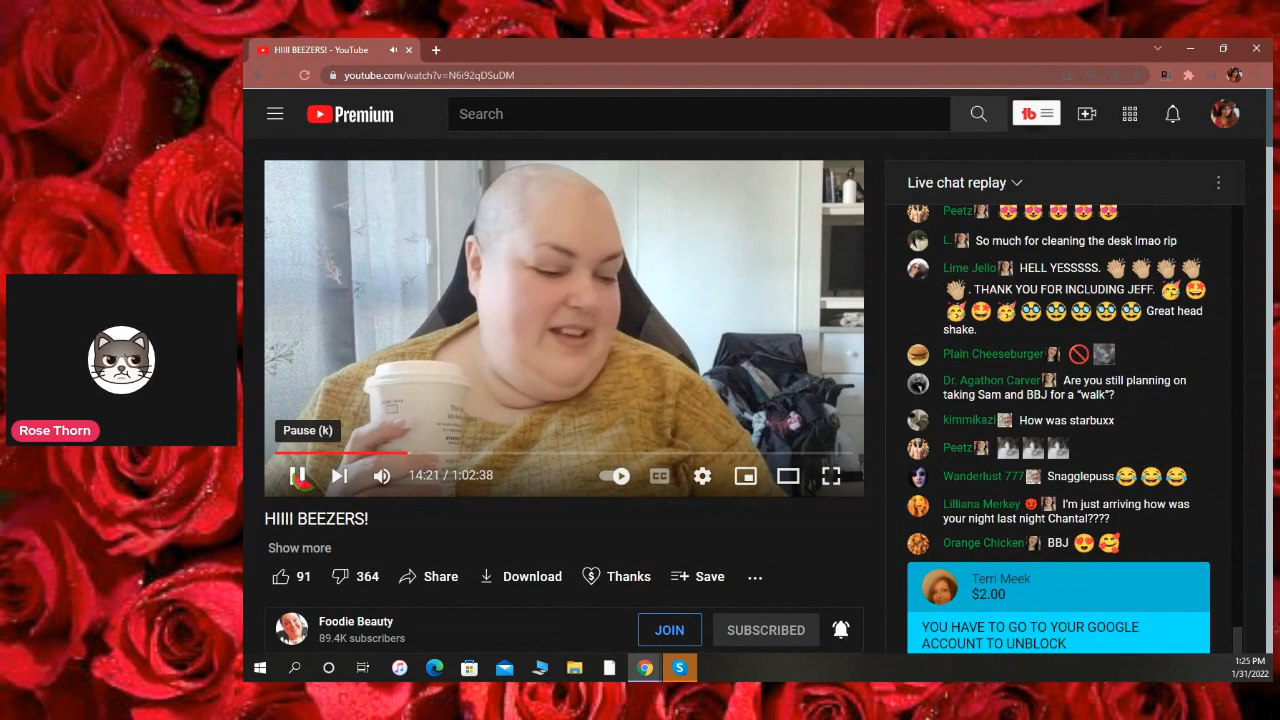 HIIII BEEZERS! - YouTube
youtube.com/watch?v=N6i92qDSuDM
Premium
Search
Live chat replay
Peetz
L. So much for cleaning the desk lmao rip
Lime Jello HELL YESSSSS. 👏🏼👏🏼👏🏼👏🏼
👏🏼. THANK YOU FOR INCLUDING JEFF. 🥳🤩
🥳🤩🥳🥸🥸🥸🥸🥸 Great head
shake.
Plain Cheeseburger
Dr. Agathon Carver Are you still planning on
taking Sam and BBJ for a "walk"?
kimmikazi How was starbuxx
Peetz
Wanderlust 777 Snagglepuss 😂😂😂
Lilliana Merkey I'm just arriving how was
your night last night Chantal????
Orange Chicken BBJ 😍🥰
Terri Meek
$2.00
YOU HAVE TO GO TO YOUR GOOGLE
ACCOUNT TO UNBLOCK
Rose Thorn
Pause (k)
14:21 / 1:02:38
CC
HIIII BEEZERS!
Show more
91 364 Share Download Thanks Save
Foodie Beauty
89.4K subscribers
JOIN SUBSCRIBED
1:25 PM
1/31/2022